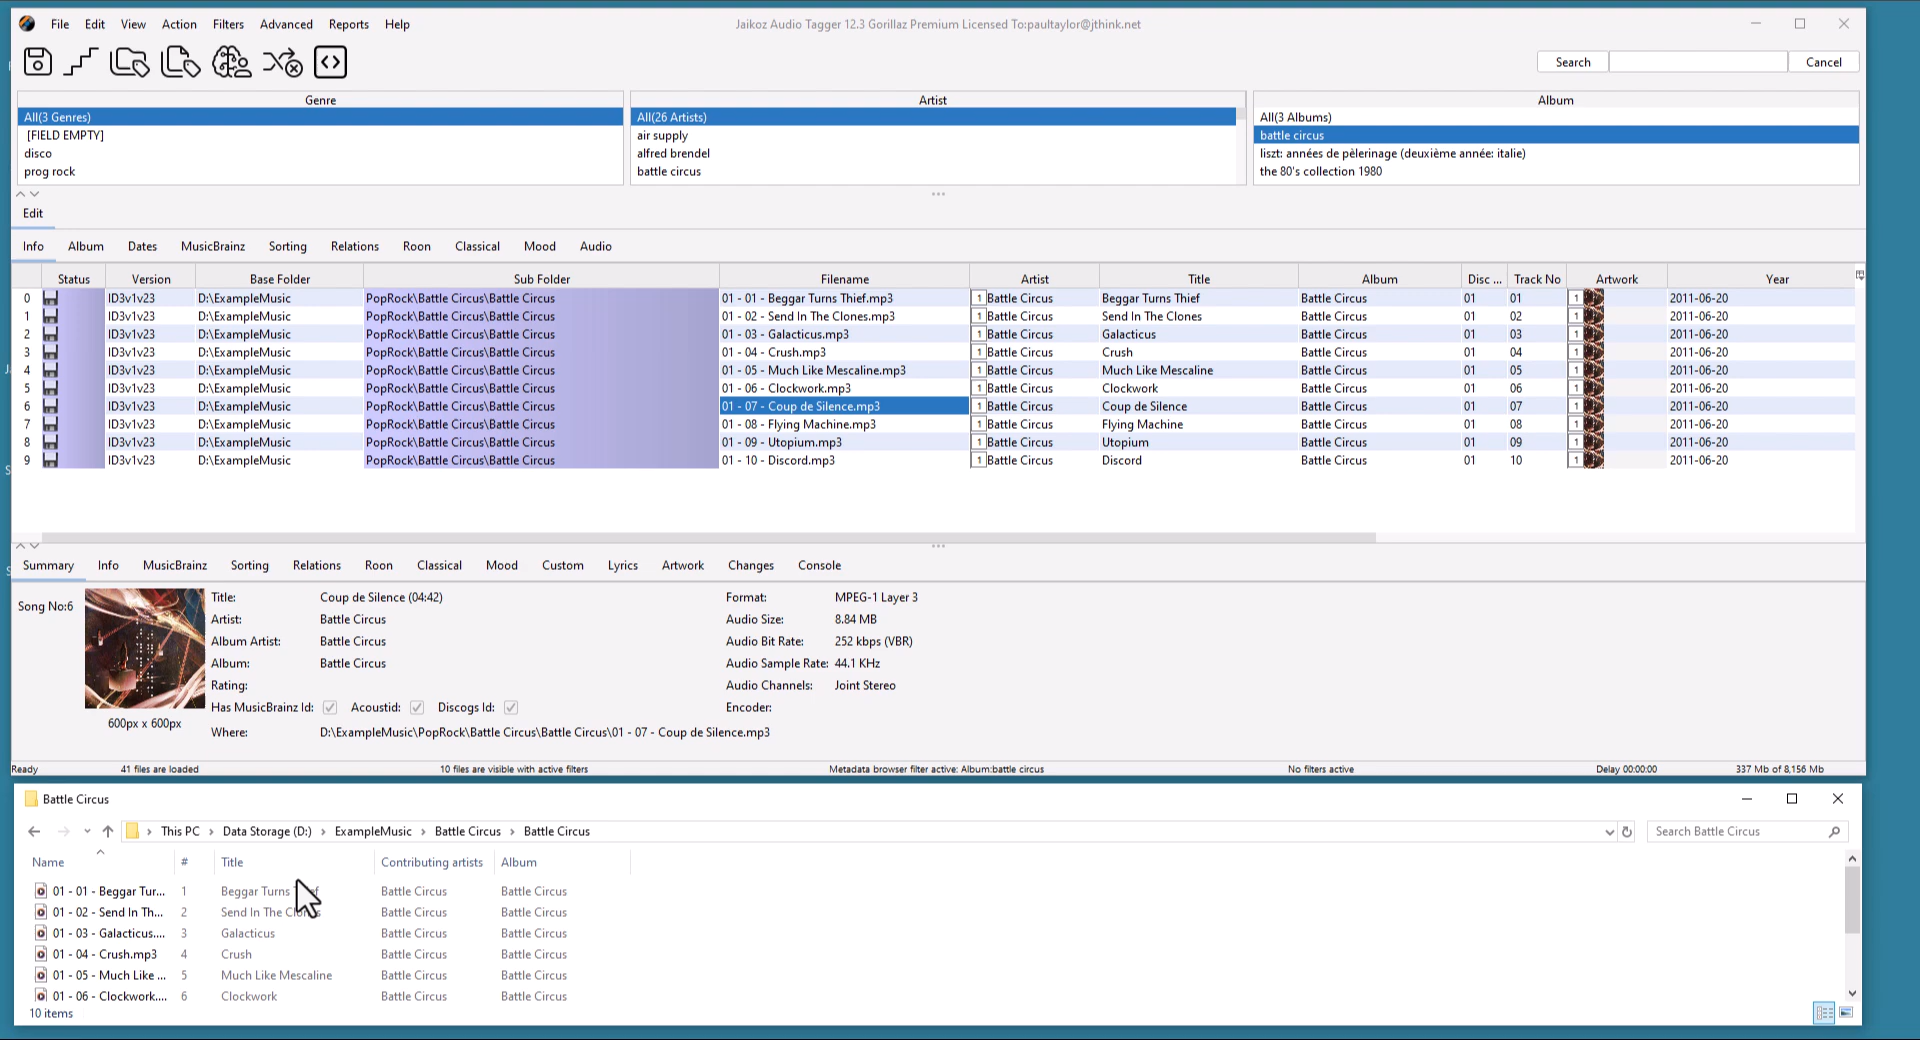 File Edit View Action Filters Advanced Reports Help Jaikoz Audio Tagger 12.3 Gorillaz Premium Licensed To:paultaylor@jthink.net
Search Cancel
Genre Artist Album
All(3 Genres) All(26 Artists) All(3 Albums)
[FIELD EMPTY] air supply battle circus
disco alfred brendel liszt: années de pèlerinage (deuxième année: italie)
prog rock battle circus the 80's collection 1980
Edit
Info Album Dates MusicBrainz Sorting Relations Roon Classical Mood Audio
Status Version Base Folder Sub Folder Filename Artist Title Album Disc ... Track No Artwork Year
0 ID3v1v23 D:\ExampleMusic PopRock\Battle Circus\Battle Circus 01 - 01 - Beggar Turns Thief.mp3 1 Battle Circus Beggar Turns Thief Battle Circus 01 01 1 2011-06-20
1 ID3v1v23 D:\ExampleMusic PopRock\Battle Circus\Battle Circus 01 - 02 - Send In The Clones.mp3 1 Battle Circus Send In The Clones Battle Circus 01 02 1 2011-06-20
2 ID3v1v23 D:\ExampleMusic PopRock\Battle Circus\Battle Circus 01 - 03 - Galacticus.mp3 1 Battle Circus Galacticus Battle Circus 01 03 1 2011-06-20
3 ID3v1v23 D:\ExampleMusic PopRock\Battle Circus\Battle Circus 01 - 04 - Crush.mp3 1 Battle Circus Crush Battle Circus 01 04 1 2011-06-20
4 ID3v1v23 D:\ExampleMusic PopRock\Battle Circus\Battle Circus 01 - 05 - Much Like Mescaline.mp3 1 Battle Circus Much Like Mescaline Battle Circus 01 05 1 2011-06-20
5 ID3v1v23 D:\ExampleMusic PopRock\Battle Circus\Battle Circus 01 - 06 - Clockwork.mp3 1 Battle Circus Clockwork Battle Circus 01 06 1 2011-06-20
6 ID3v1v23 D:\ExampleMusic PopRock\Battle Circus\Battle Circus 01 - 07 - Coup de Silence.mp3 1 Battle Circus Coup de Silence Battle Circus 01 07 1 2011-06-20
7 ID3v1v23 D:\ExampleMusic PopRock\Battle Circus\Battle Circus 01 - 08 - Flying Machine.mp3 1 Battle Circus Flying Machine Battle Circus 01 08 1 2011-06-20
8 ID3v1v23 D:\ExampleMusic PopRock\Battle Circus\Battle Circus 01 - 09 - Utopium.mp3 1 Battle Circus Utopium Battle Circus 01 09 1 2011-06-20
9 ID3v1v23 D:\ExampleMusic PopRock\Battle Circus\Battle Circus 01 - 10 - Discord.mp3 1 Battle Circus Discord Battle Circus 01 10 1 2011-06-20
Summary Info MusicBrainz Sorting Relations Roon Classical Mood Custom Lyrics Artwork Changes Console
Song No:6 Title: Coup de Silence (04:42) Format: MPEG-1 Layer 3
Artist: Battle Circus Audio Size: 8.84 MB
Album Artist: Battle Circus Audio Bit Rate: 252 kbps (VBR)
Album: Battle Circus Audio Sample Rate: 44.1 KHz
Rating: Audio Channels: Joint Stereo
Has MusicBrainz Id: Acoustid: Discogs Id: Encoder:
600px x 600px
Where: D:\ExampleMusic\PopRock\Battle Circus\Battle Circus\01 - 07 - Coup de Silence.mp3
Ready 41 files are loaded 10 files are visible with active filters Metadata browser filter active: Album:battle circus No filters active Delay 00:00:00 337 Mb of 8,156 Mb
Battle Circus
This PC > Data Storage (D:) > ExampleMusic > Battle Circus > Battle Circus Search Battle Circus
Name # Title Contributing artists Album
01 - 01 - Beggar Tur... 1 Beggar Turns Battle Circus Battle Circus
01 - 02 - Send In Th... 2 Send In The Battle Circus Battle Circus
01 - 03 - Galacticus.... 3 Galacticus Battle Circus Battle Circus
01 - 04 - Crush.mp3 4 Crush Battle Circus Battle Circus
01 - 05 - Much Like ... 5 Much Like Mescaline Battle Circus Battle Circus
01 - 06 - Clockwork.... 6 Clockwork Battle Circus Battle Circus
10 items